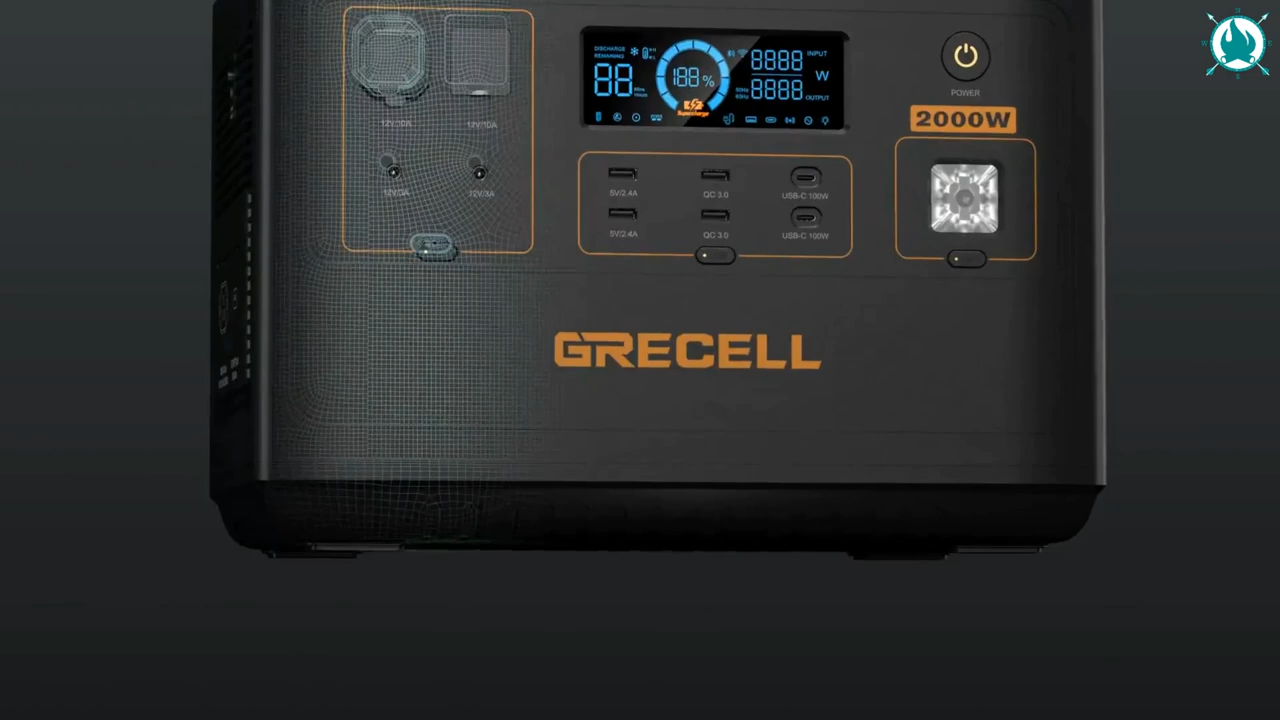 DISCHARGE
REMAINING
88
188 %
Supercharge
8888 INPUT
W
8888 OUTPUT
POWER
2000W
12V/10A 12V/10A
12V/3A 12V/3A
5V/2.4A QC 3.0 USB-C 100W
5V/2.4A QC 3.0 USB-C 100W
GRECELL